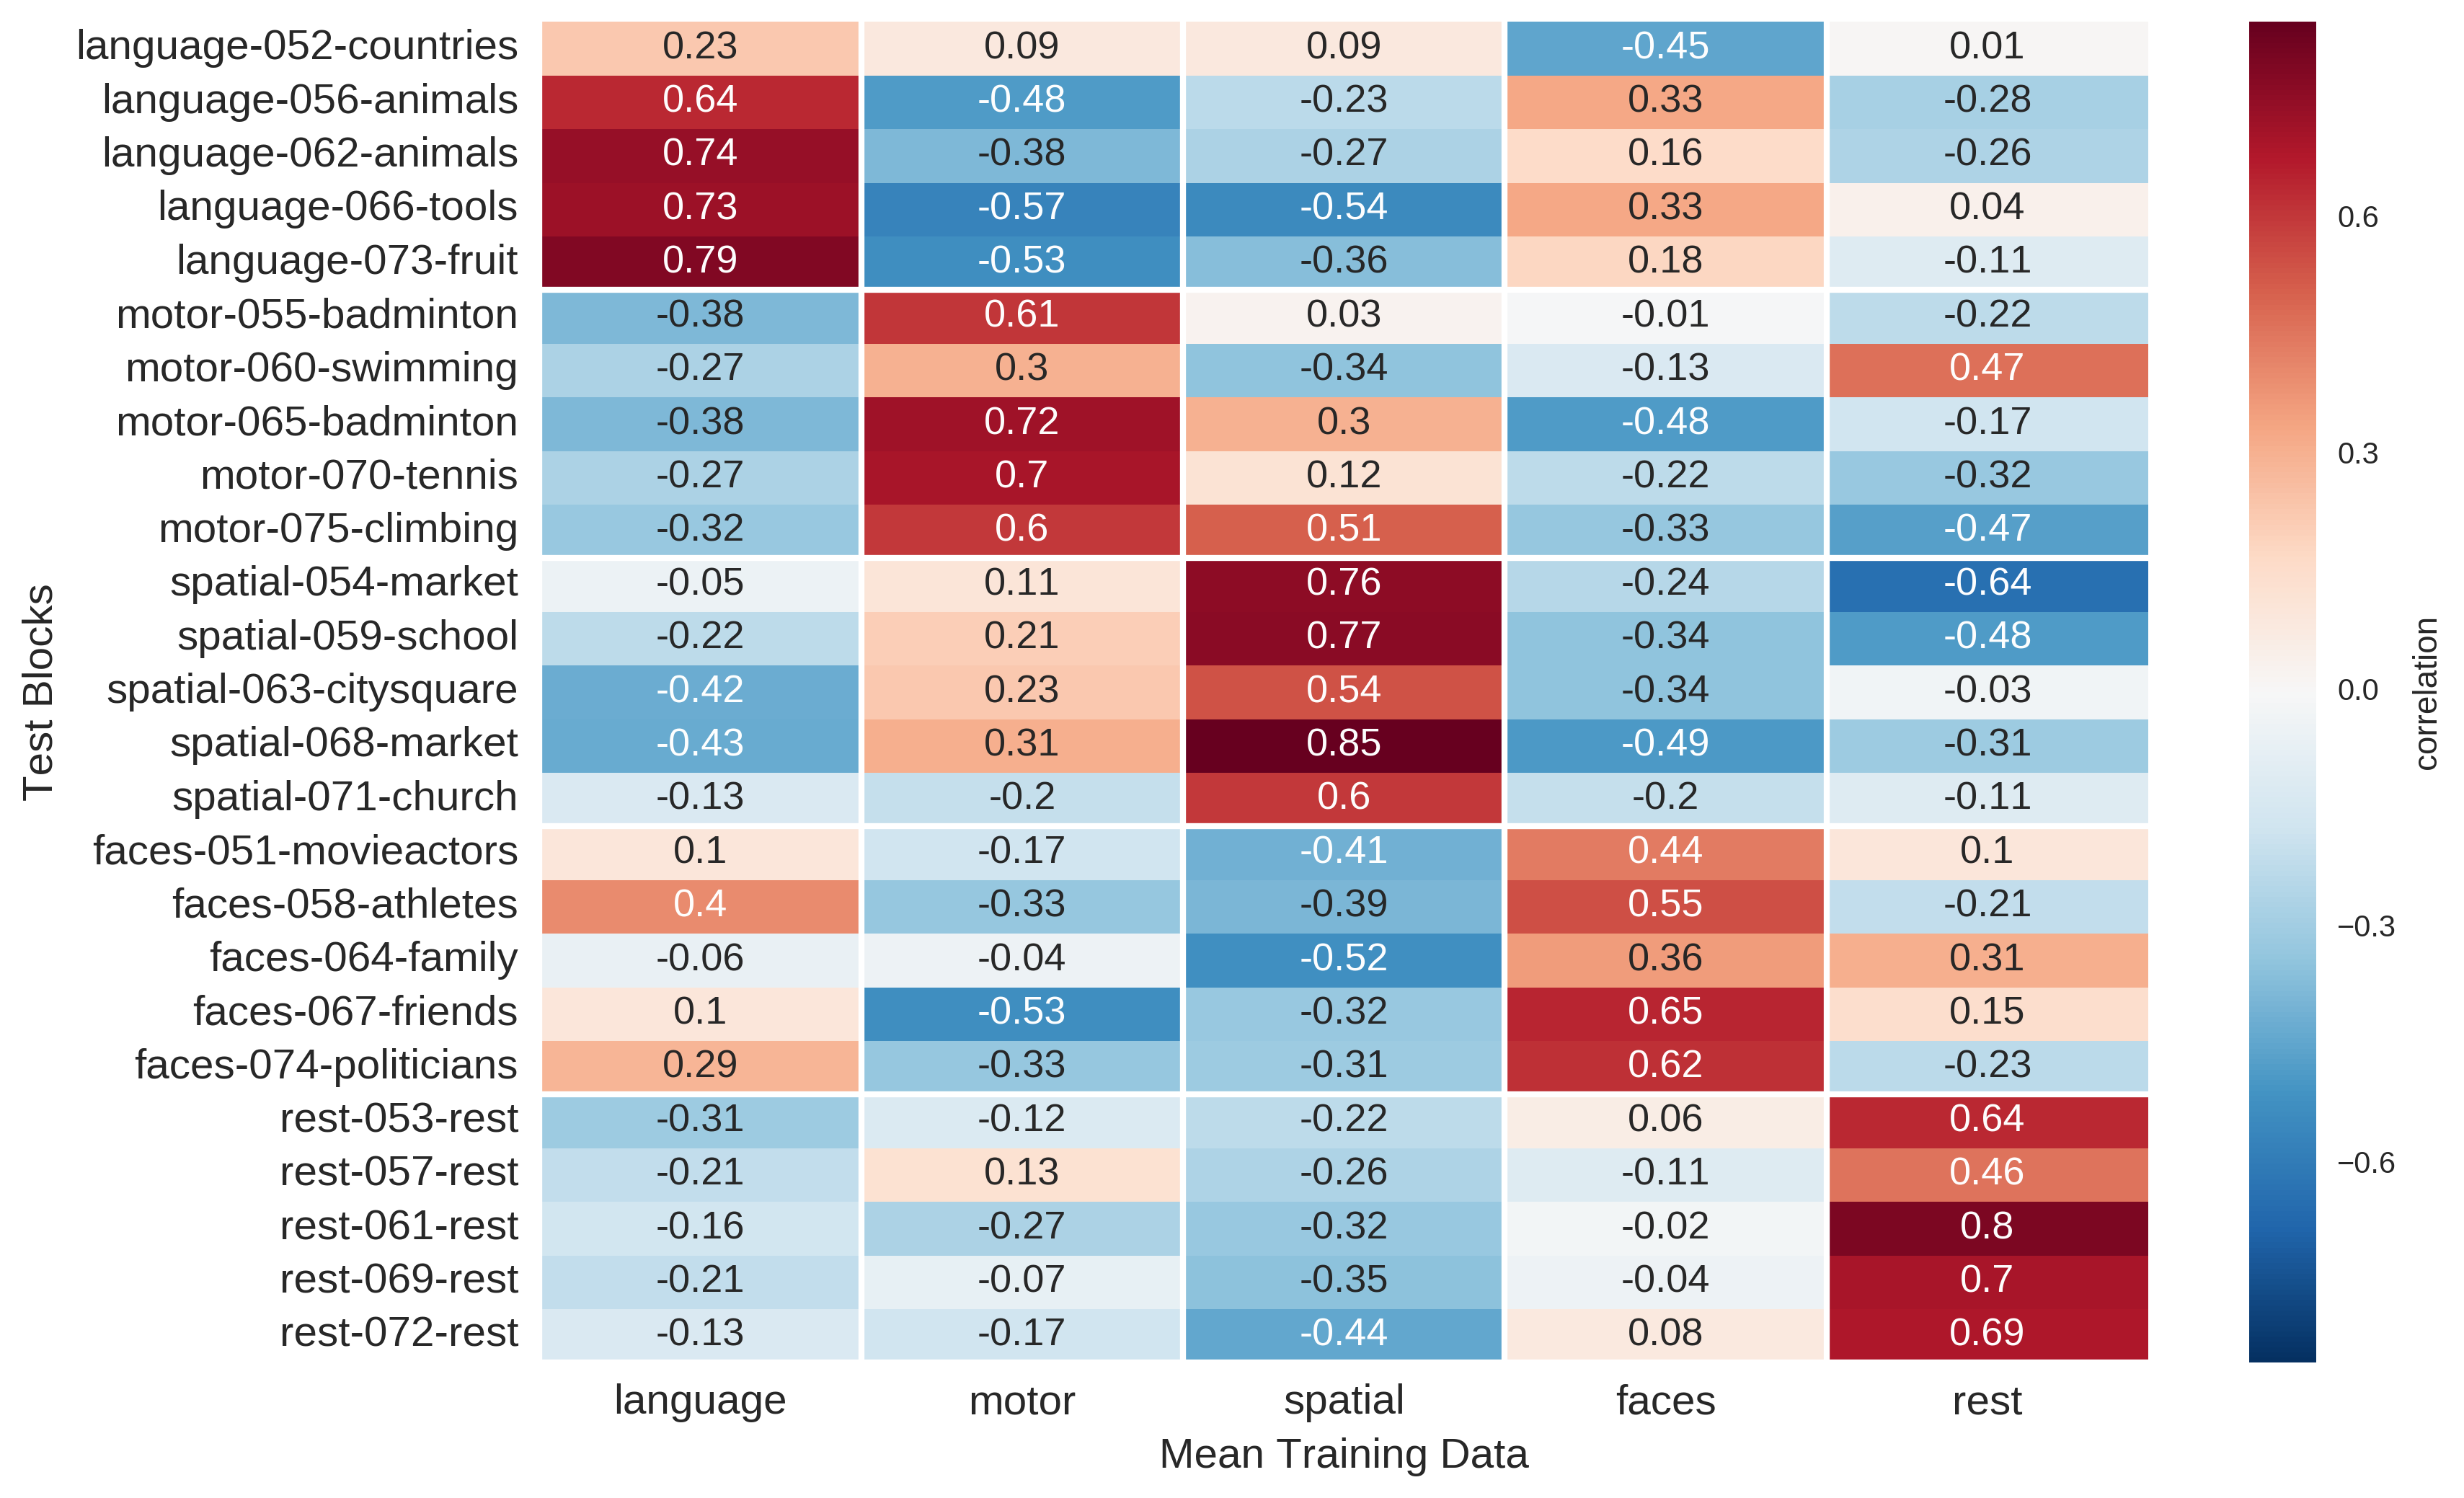 language-052-countries 0.23 0.09 0.09 -0.45 0.01
language-056-animals 0.64 -0.48 -0.23 0.33 -0.28
language-062-animals 0.74 -0.38 -0.27 0.16 -0.26
language-066-tools 0.73 -0.57 -0.54 0.33 0.04
language-073-fruit 0.79 -0.53 -0.36 0.18 -0.11
motor-055-badminton -0.38 0.61 0.03 -0.01 -0.22
motor-060-swimming -0.27 0.3 -0.34 -0.13 0.47
motor-065-badminton -0.38 0.72 0.3 -0.48 -0.17
motor-070-tennis -0.27 0.7 0.12 -0.22 -0.32
motor-075-climbing -0.32 0.6 0.51 -0.33 -0.47
spatial-054-market -0.05 0.11 0.76 -0.24 -0.64
spatial-059-school -0.22 0.21 0.77 -0.34 -0.48
spatial-063-citysquare -0.42 0.23 0.54 -0.34 -0.03
spatial-068-market -0.43 0.31 0.85 -0.49 -0.31
spatial-071-church -0.13 -0.2 0.6 -0.2 -0.11
faces-051-movieactors 0.1 -0.17 -0.41 0.44 0.1
faces-058-athletes 0.4 -0.33 -0.39 0.55 -0.21
faces-064-family -0.06 -0.04 -0.52 0.36 0.31
faces-067-friends 0.1 -0.53 -0.32 0.65 0.15
faces-074-politicians 0.29 -0.33 -0.31 0.62 -0.23
rest-053-rest -0.31 -0.12 -0.22 0.06 0.64
rest-057-rest -0.21 0.13 -0.26 -0.11 0.46
rest-061-rest -0.16 -0.27 -0.32 -0.02 0.8
rest-069-rest -0.21 -0.07 -0.35 -0.04 0.7
rest-072-rest -0.13 -0.17 -0.44 0.08 0.69
language motor spatial faces rest
Mean Training Data
Test Blocks
0.6
0.3
0.0
−0.3
−0.6
correlation